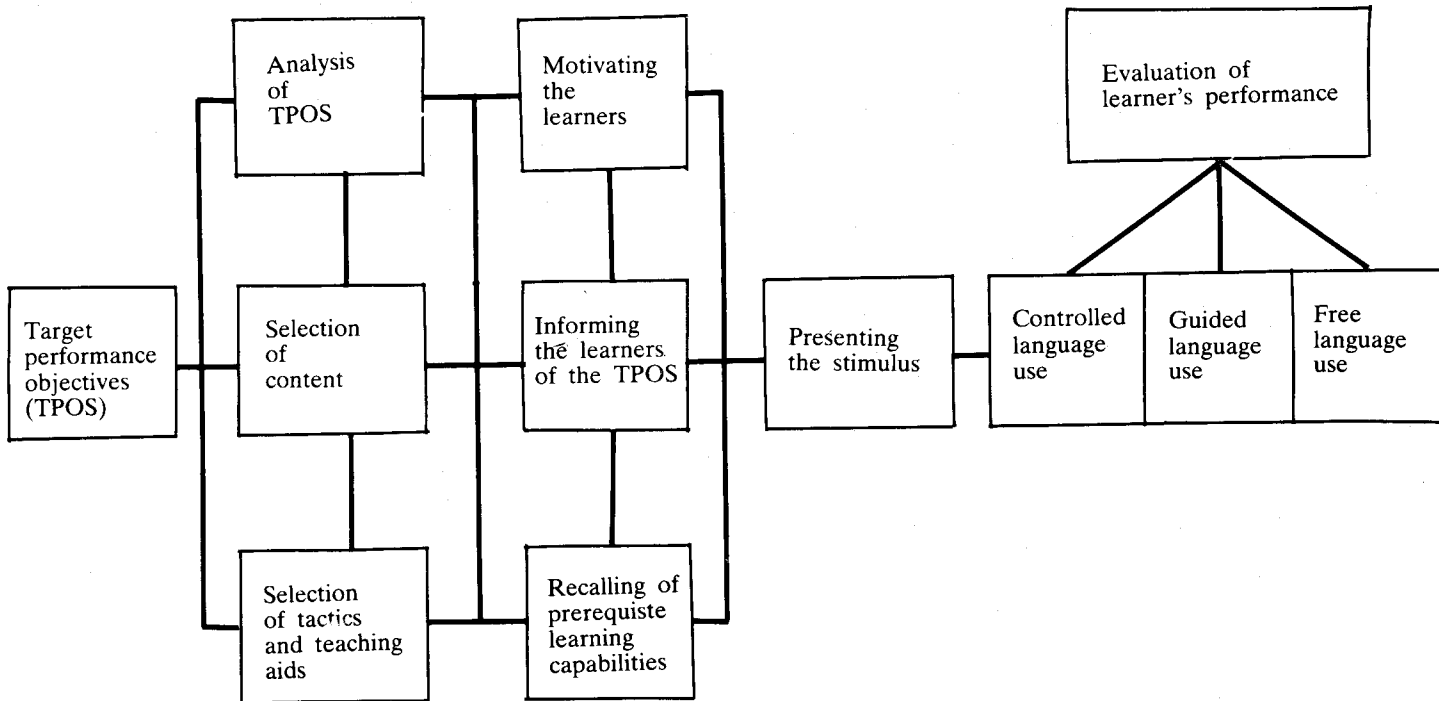 Target
performance
objectives
(TPOS)
Analysis
of
TPOS
Selection
of
content
Selection
of tactics
and teaching
aids
Motivating
the
learners
Informing
the learners
of the TPOS
Recalling of
prerequiste
learning
capabilities
Presenting
the stimulus
Evaluation of
learner's performance
Controlled
language
use
Guided
language
use
Free
language
use